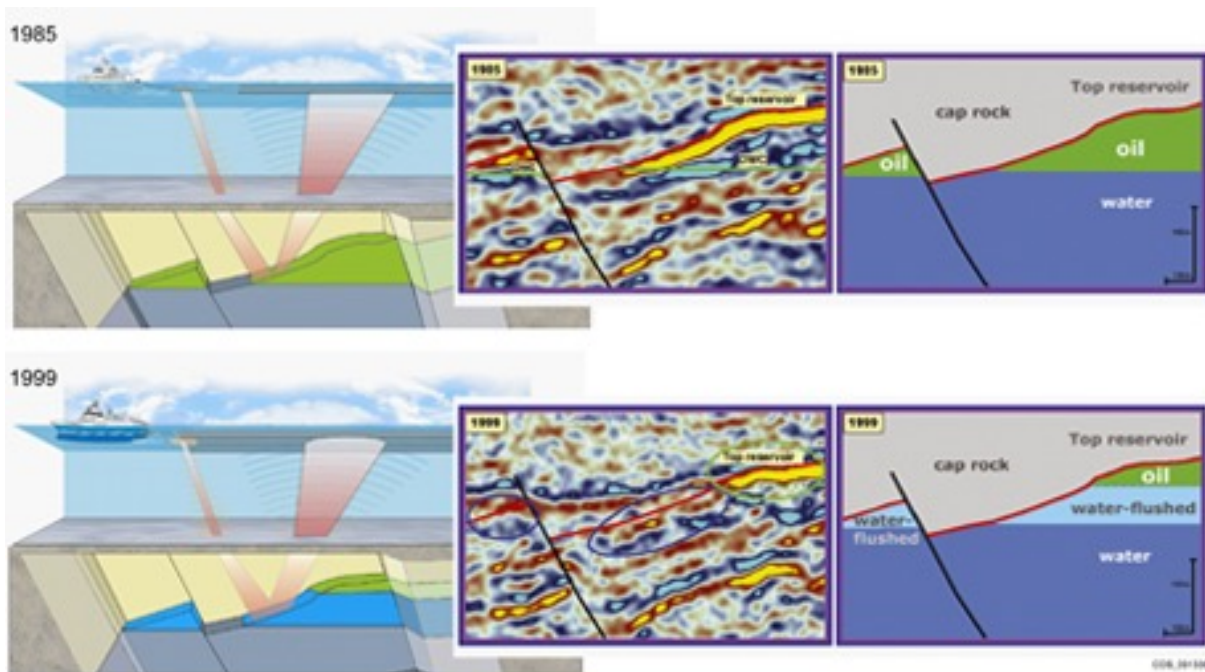 1985
1985
Top reservoir
OWC
1985
Top reservoir
cap rock
oil
oil
water
1999
1999
Top reservoir
1999
Top reservoir
cap rock
oil
water-flushed
water-
flushed
water